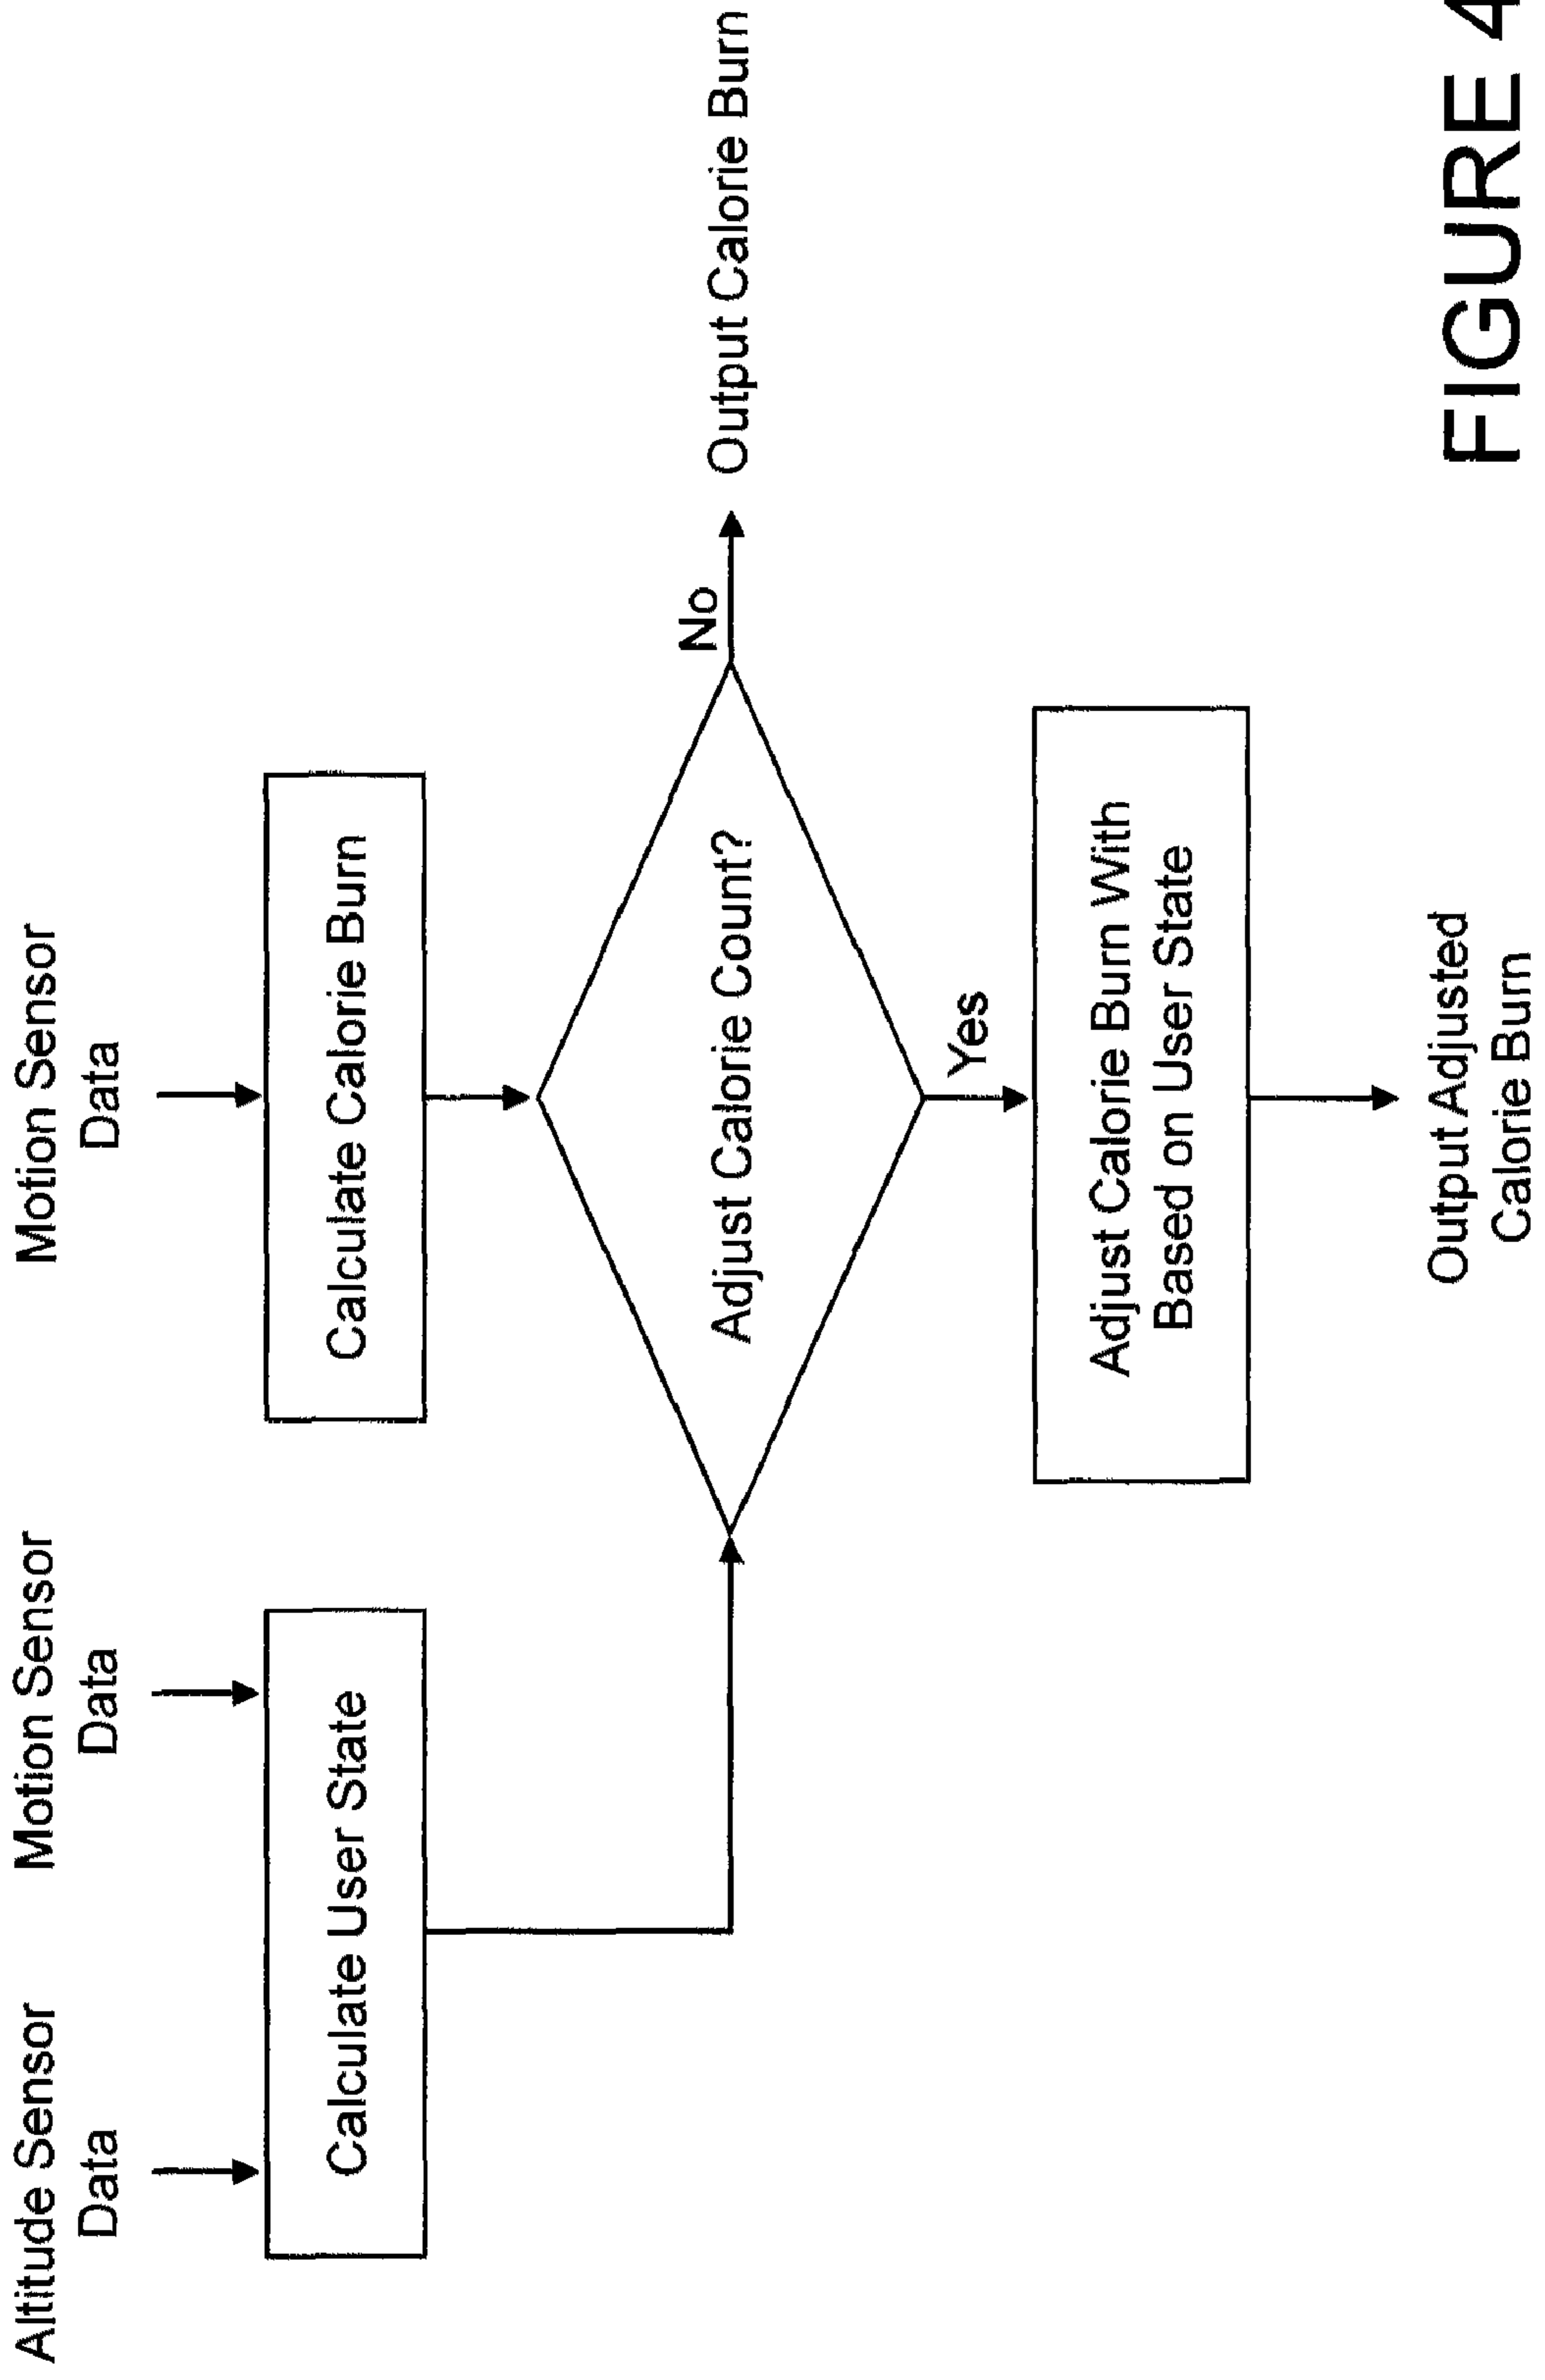 Altitude Sensor
Data
Motion Sensor
Data
Motion Sensor
Data
Calculate User State
Calculate Calorie Burn
Adjust Calorie Count?
No
Output Calorie Burn
Yes
Adjust Calorie Burn With
Based on User State
Output Adjusted
Calorie Burn
FIGURE 4